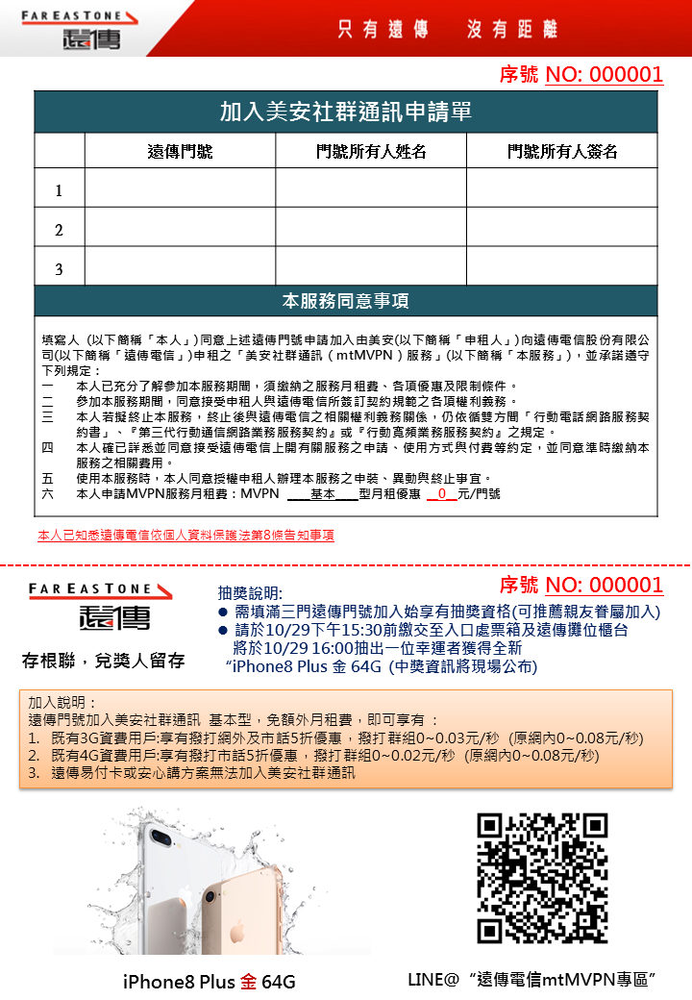 FAREASTONE
遠傳
只有遠傳 沒有距離
序號 NO: 000001
加入美安社群通訊申請單
遠傳門號 門號所有人姓名 門號所有人簽名
1
2
3
本服務同意事項
填寫人 (以下簡稱「本人」)同意上述遠傳門號申請加入由美安(以下簡稱「申租人」)向遠傳電信股份有限公
司(以下簡稱「遠傳電信」)申租之「美安社群通訊（mtMVPN）服務」(以下簡稱「本服務」)，並承諾遵守
下列規定：
一 本人已充分了解參加本服務期間，須繳納之服務月租費、各項優惠及限制條件。
二 參加本服務期間，同意接受申租人與遠傳電信所簽訂契約規範之各項權利義務。
三 本人若擬終止本服務，終止後與遠傳電信之相關權利義務關係，仍依循雙方間「行動電話網路服務契
約書」、『第三代行動通信網路業務服務契約』或『行動寬頻業務服務契約』之規定。
四 本人確已詳悉並同意接受遠傳電信上開有關服務之申請、使用方式與付費等約定，並同意準時繳納本
服務之相關費用。
五 使用本服務時，本人同意授權申租人辦理本服務之申裝、異動與終止事宜。
六 本人申請MVPN服務月租費：MVPN ____基本____型月租優惠 __0__元/門號
本人已知悉遠傳電信依個人資料保護法第8條告知事項
FAREASTONE
遠傳
存根聯，兌獎人留存
序號 NO: 000001
抽獎說明:
● 需填滿三門遠傳門號加入始享有抽獎資格(可推薦親友眷屬加入)
● 請於10/29下午15:30前繳交至入口處票箱及遠傳攤位櫃台
將於10/29 16:00抽出一位幸運者獲得全新
“iPhone8 Plus 金 64G (中獎資訊將現場公布)
加入說明：
遠傳門號加入美安社群通訊 基本型，免額外月租費，即可享有：
1. 既有3G資費用戶:享有撥打網外及市話5折優惠，撥打群組0~0.03元/秒 (原網內0~0.08元/秒)
2. 既有4G資費用戶:享有撥打市話5折優惠，撥打群組0~0.02元/秒 (原網內0~0.08元/秒)
3. 遠傳易付卡或安心講方案無法加入美安社群通訊
iPhone8 Plus 金 64G
LINE@“遠傳電信mtMVPN專區”